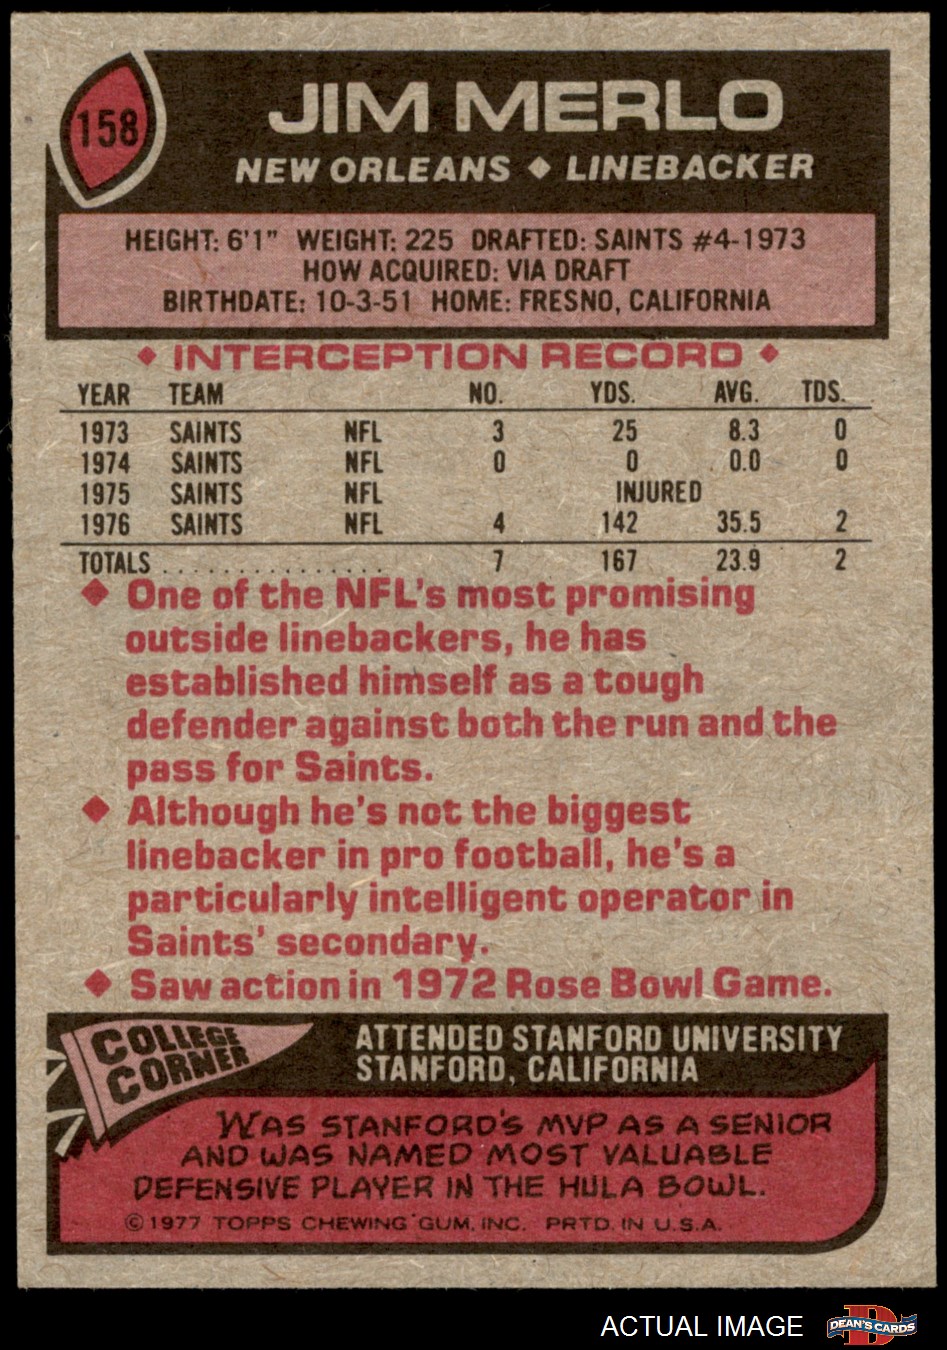 158
JIM MERLO
NEW ORLEANS ♦ LINEBACKER
HEIGHT: 6'1" WEIGHT: 225 DRAFTED: SAINTS #4-1973
HOW ACQUIRED: VIA DRAFT
BIRTHDATE: 10-3-51 HOME: FRESNO, CALIFORNIA
♦ INTERCEPTION RECORD ♦
YEAR TEAM NO. YDS. AVG. TDS.
1973 SAINTS NFL 3 25 8.3 0
1974 SAINTS NFL 0 0 0.0 0
1975 SAINTS NFL INJURED
1976 SAINTS NFL 4 142 35.5 2
TOTALS . . . . . . . . . . . . . . . . 7 167 23.9 2
♦ One of the NFL's most promising
outside linebackers, he has
established himself as a tough
defender against both the run and the
pass for Saints.
♦ Although he's not the biggest
linebacker in pro football, he's a
particularly intelligent operator in
Saints' secondary.
♦ Saw action in 1972 Rose Bowl Game.
COLLEGE
CORNER
ATTENDED STANFORD UNIVERSITY
STANFORD, CALIFORNIA
WAS STANFORD'S MVP AS A SENIOR
AND WAS NAMED MOST VALUABLE
DEFENSIVE PLAYER IN THE HULA BOWL.
© 1977 TOPPS CHEWING GUM, INC. PRTD. IN U.S.A.
ACTUAL IMAGE
D
DEAN'S CARDS